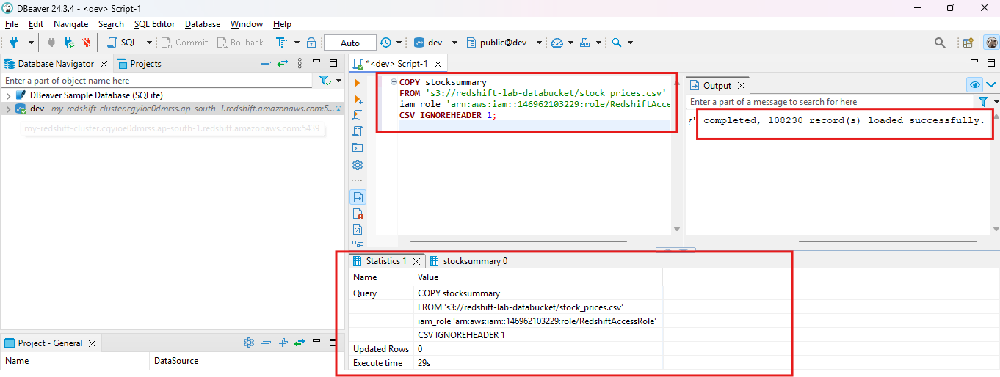 DBeaver 24.3.4 - <dev> Script-1
File Edit Navigate Search SQL Editor Database Window Help
SQL Commit Rollback Auto dev public@dev
Database Navigator Projects
Enter a part of object name here
DBeaver Sample Database (SQLite)
dev my-redshift-cluster.cgyioe0dmrss.ap-south-1.redshift.amazonaws.com:5...
my-redshift-cluster.cgyioe0dmrss.ap-south-1.redshift.amazonaws.com:5439
*<dev> Script-1
COPY stocksummary
FROM 's3://redshift-lab-databucket/stock_prices.csv'
iam_role 'arn:aws:iam::146962103229:role/RedshiftAcce
CSV IGNOREHEADER 1;
Output
Enter a part of a message to search for here
completed, 108230 record(s) loaded successfully.
Statistics 1 stocksummary 0
Name Value
Query COPY stocksummary
FROM 's3://redshift-lab-databucket/stock_prices.csv'
iam_role 'arn:aws:iam::146962103229:role/RedshiftAccessRole'
CSV IGNOREHEADER 1
Updated Rows 0
Execute time 29s
Project - General
Name DataSource